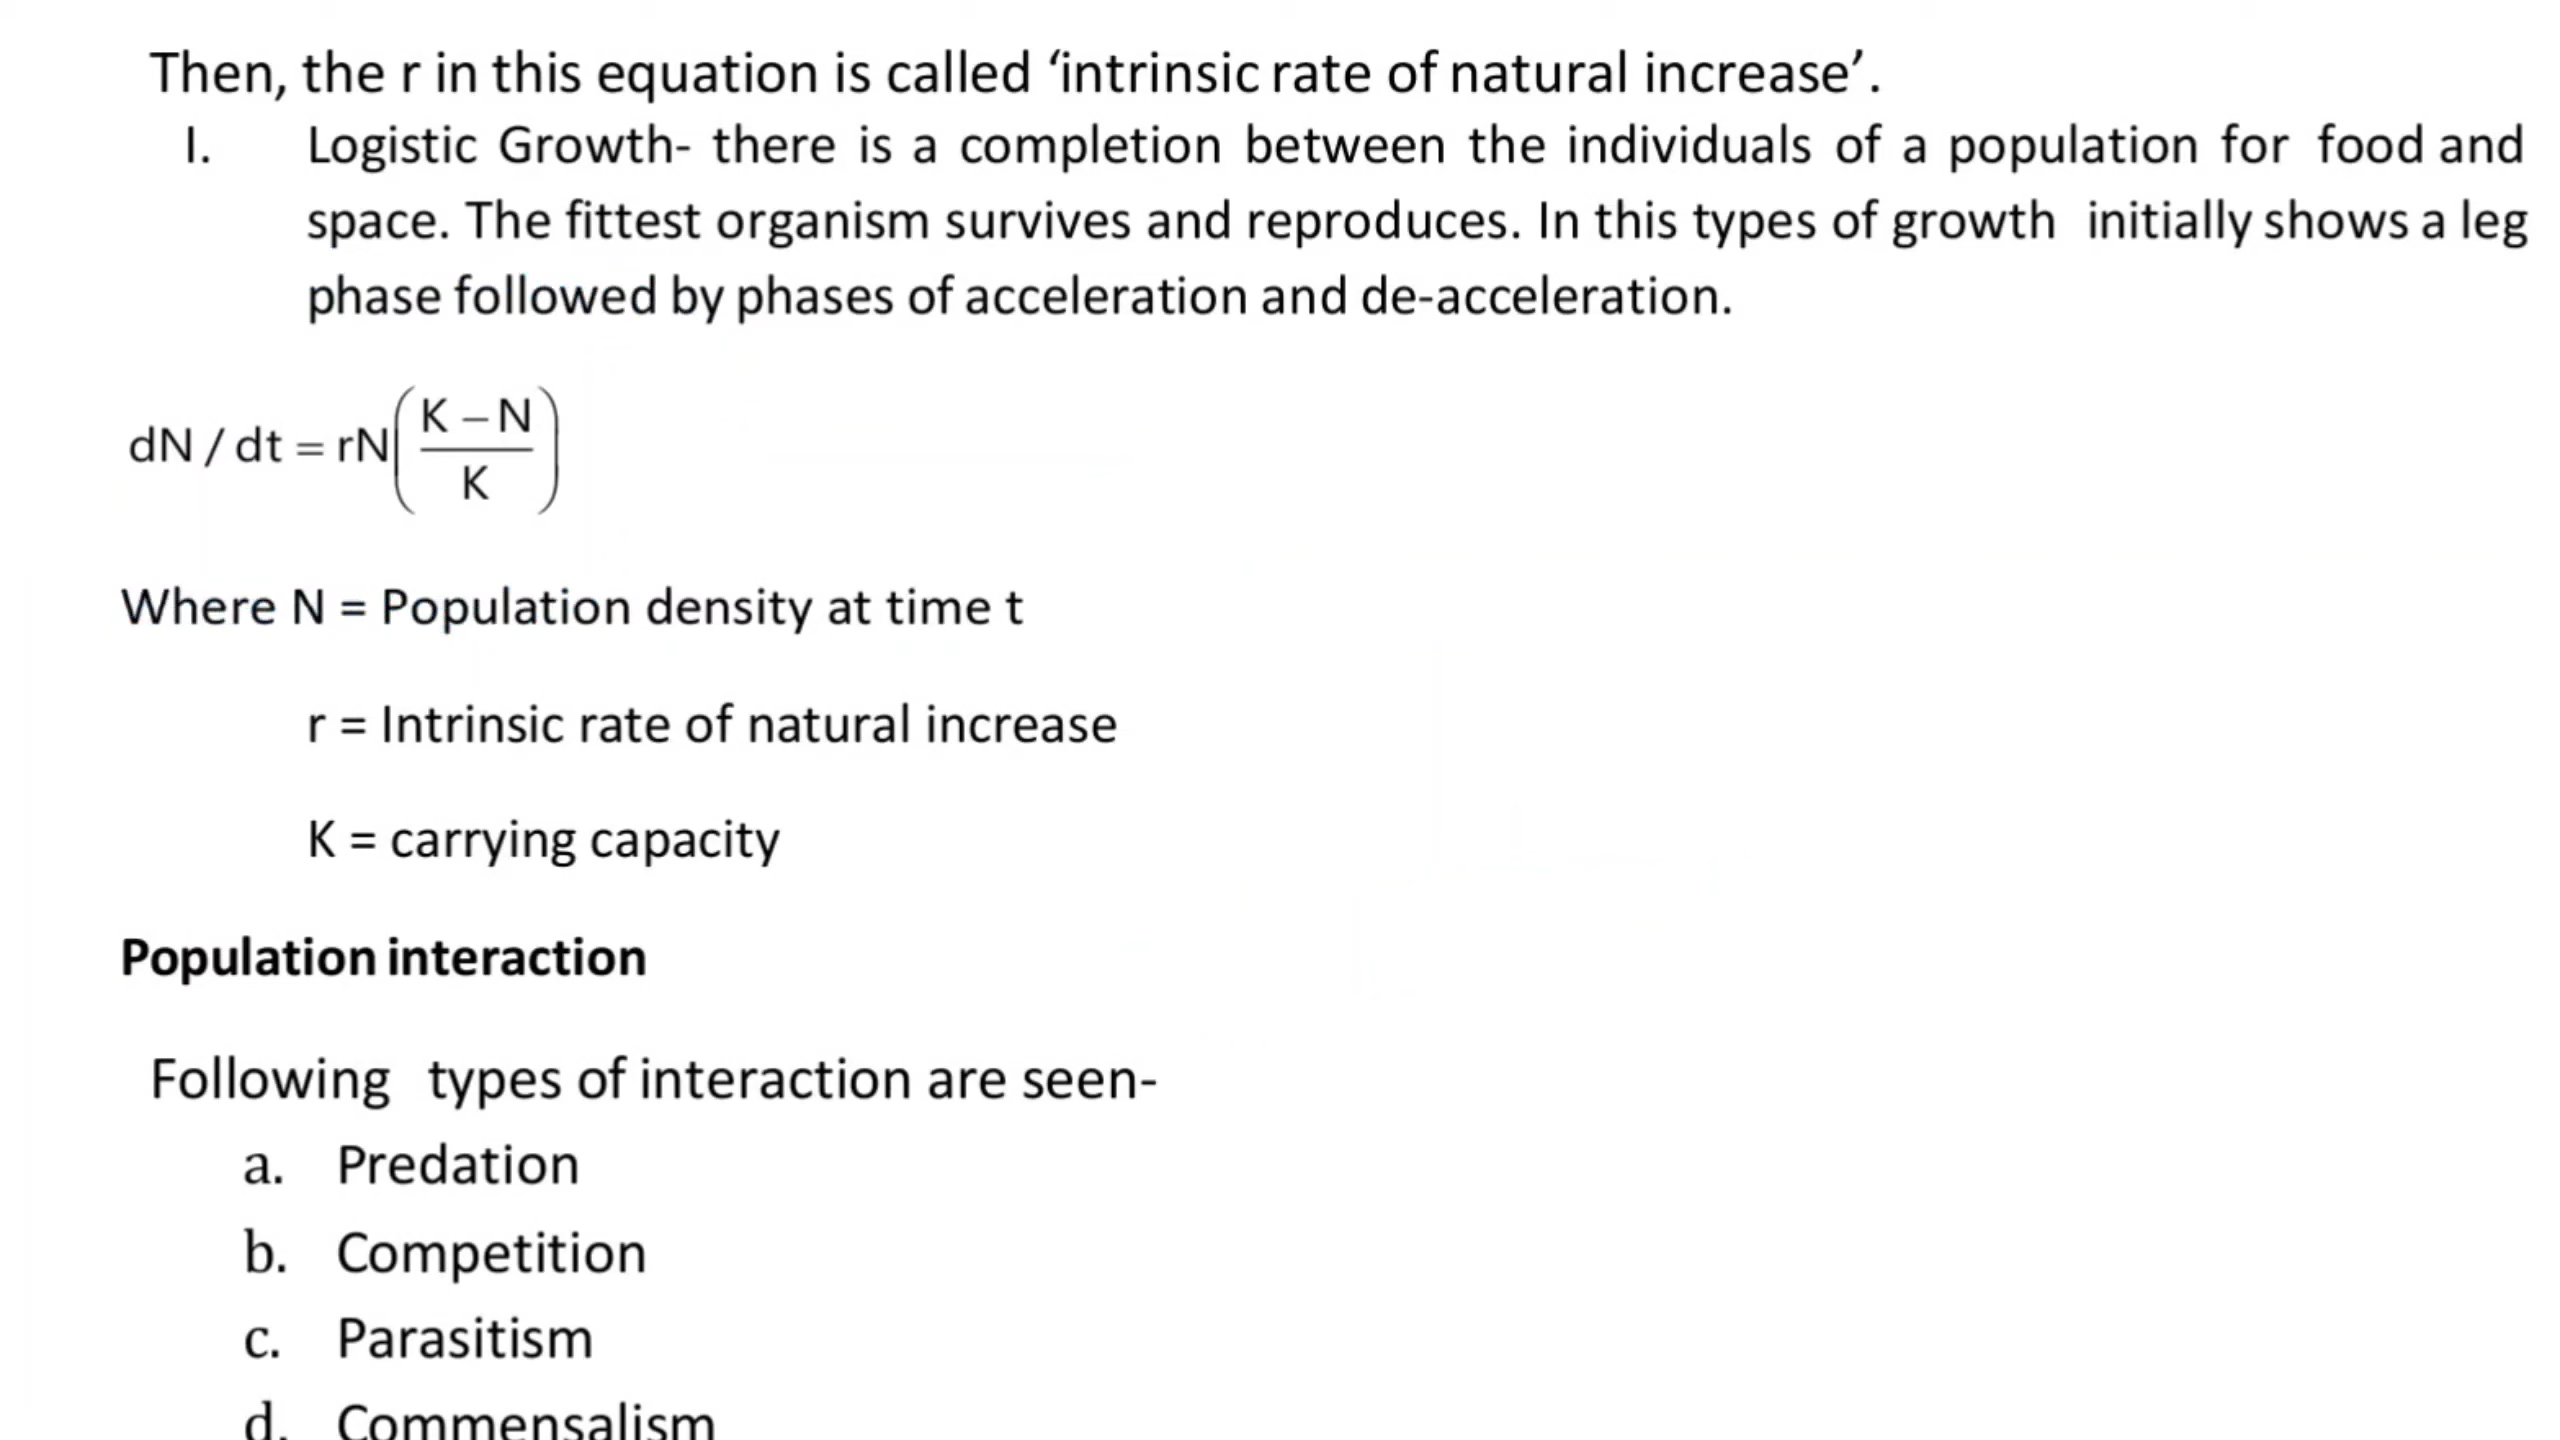 Then, the r in this equation is called ‘intrinsic rate of natural increase’.
I. Logistic Growth- there is a completion between the individuals of a population for food and
space. The fittest organism survives and reproduces. In this types of growth initially shows a leg
phase followed by phases of acceleration and de-acceleration.
dN / dt = rN((K – N)/K)
Where N = Population density at time t
r = Intrinsic rate of natural increase
K = carrying capacity
Population interaction
Following types of interaction are seen-
a. Predation
b. Competition
c. Parasitism
d. Commensalism